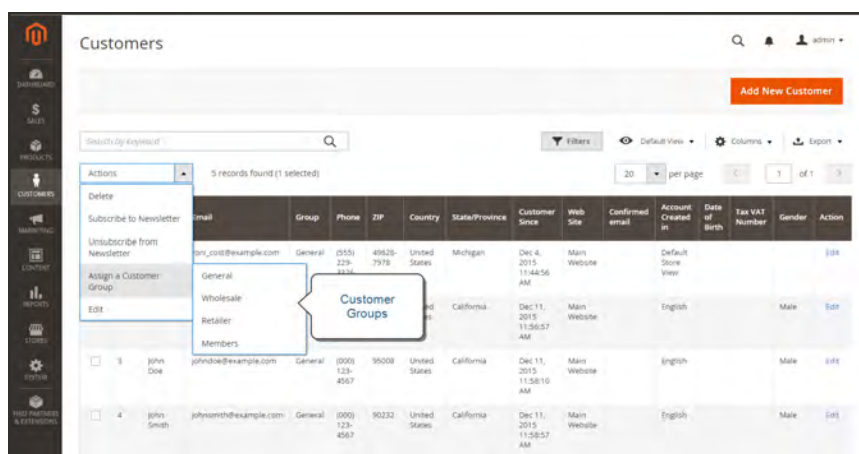 Customers
admin
Add New Customer
DASHBOARD
SALES
PRODUCTS
CUSTOMERS
MARKETING
CONTENT
REPORTS
STORES
SYSTEM
FIND PARTNERS
& EXTENSIONS
Search by keyword
Filters
Default View
Columns
Export
Actions
5 records found (1 selected)
20 per page
1 of 1
Delete
Subscribe to Newsletter
Unsubscribe from
Newsletter
Assign a Customer
Group
Edit
General
Wholesale
Retailer
Members
Customer
Groups
Email Group Phone ZIP Country State/Province Customer Since Web Site Confirmed email Account Created in Date of Birth Tax VAT Number Gender Action
roni_cost@example.com General (555) 229-3326 49628-7978 United States Michigan Dec 4, 2015 11:44:56 AM Main Website Default Store View Edit
States California Dec 11, 2015 11:56:57 AM Main Website English Male Edit
3 John Doe johndoe@example.com General (000) 123-4567 95008 United States California Dec 11, 2015 11:58:10 AM Main Website English Male Edit
4 John Smith johnsmith@example.com General (000) 123-4567 90232 United States California Dec 11, 2015 11:58:57 AM Main Website English Male Edit